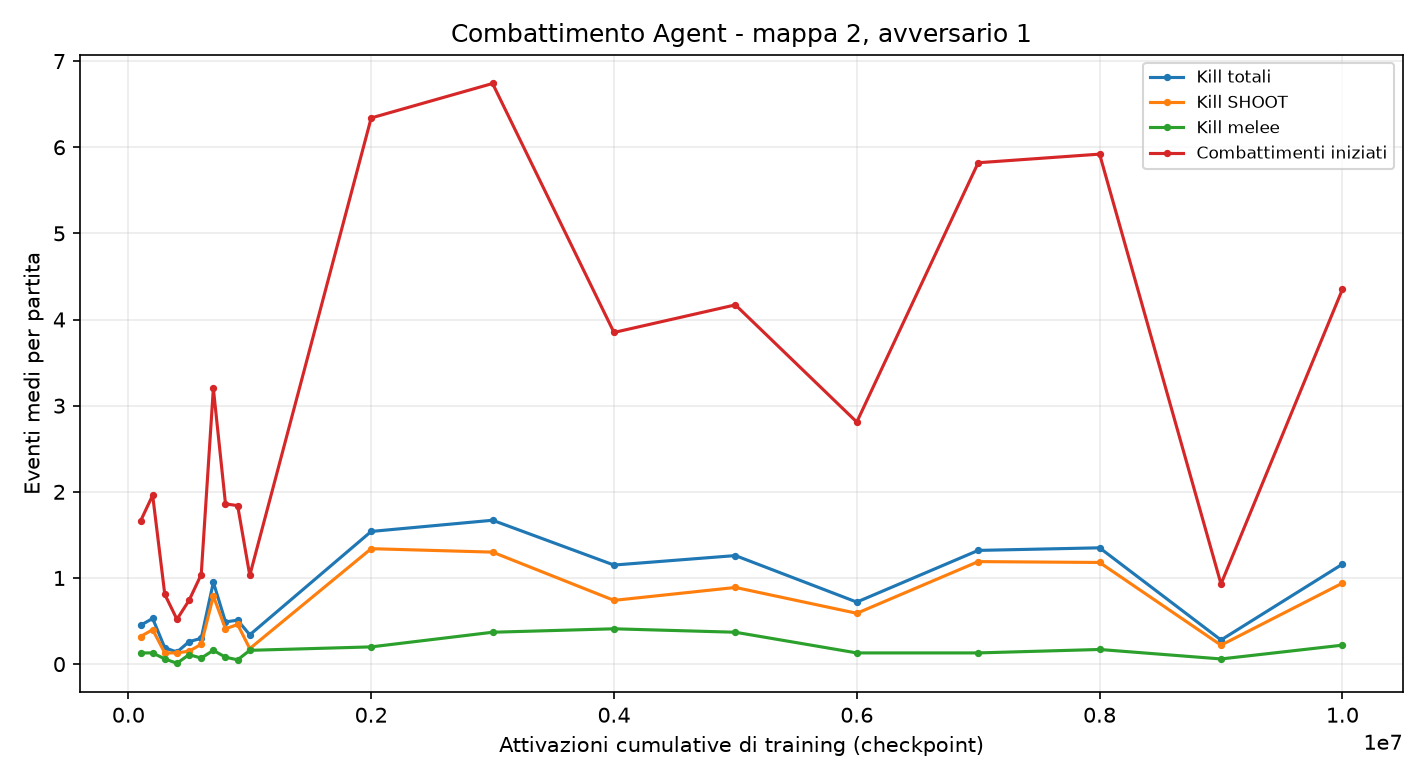 Combattimento Agent - mappa 2, avversario 1
Kill totali
Kill SHOOT
Kill melee
Combattimenti iniziati
Eventi medi per partita
7
6
5
4
3
2
1
0
0.0 0.2 0.4 0.6 0.8 1.0
1e7
Attivazioni cumulative di training (checkpoint)